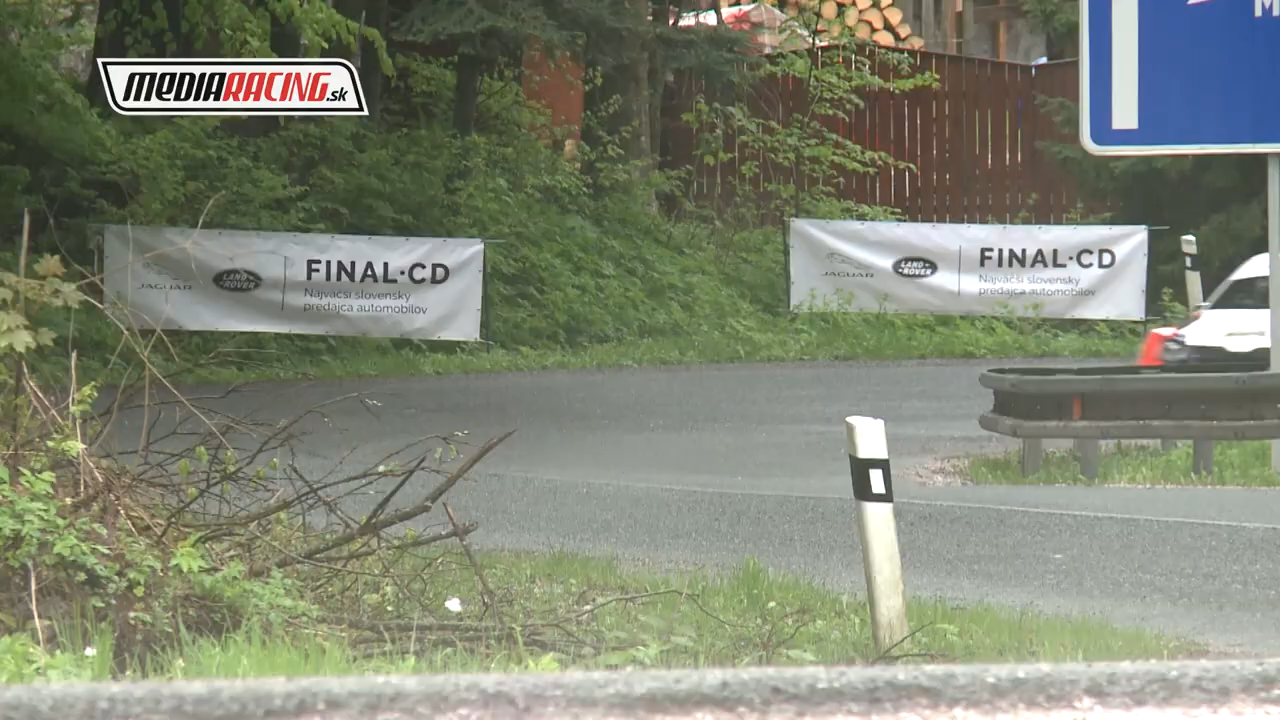 MEDIARACING.sk
M
JAGUAR
LAND ROVER
FINAL·CD
Najväčší slovenský
predajca automobilov
JAGUAR
LAND ROVER
FINAL·CD
Najväčší slovenský
predajca automobilov